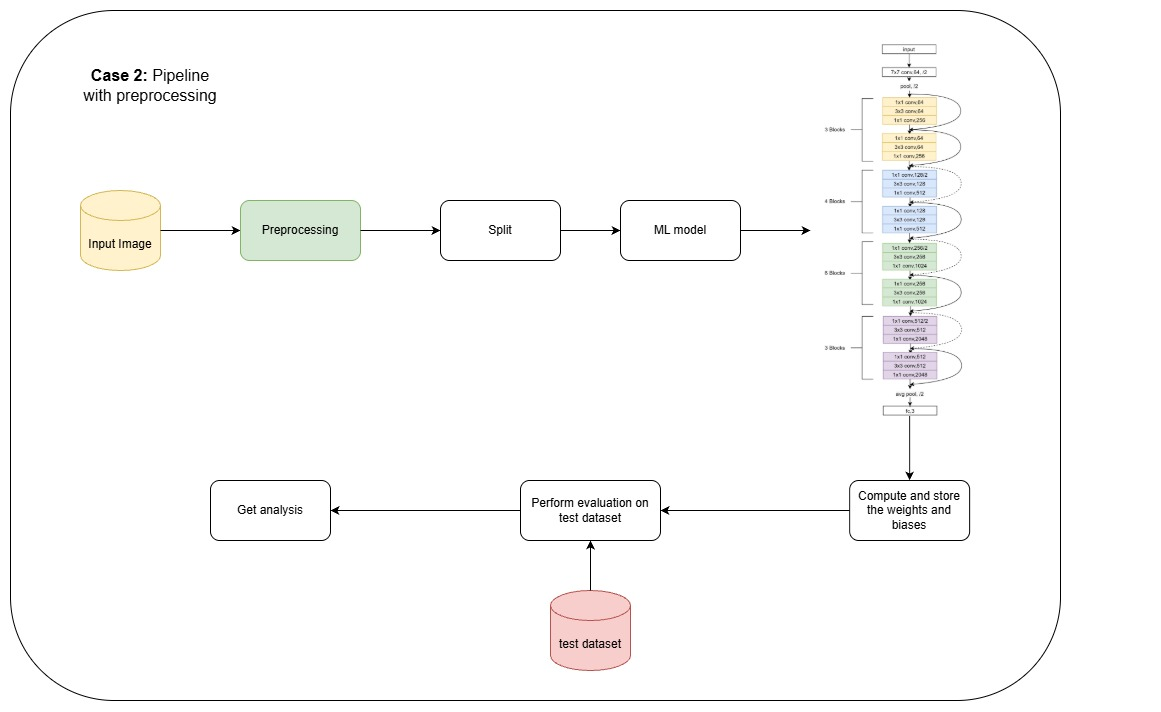 Case 2: Pipeline
with preprocessing
Input Image
Preprocessing
Split
ML model
input
7x7 conv,64, /2
pool, /2
3 Blocks
1x1 conv,64
3x3 conv,64
1x1 conv,256
1x1 conv,64
3x3 conv,64
1x1 conv,256
4 Blocks
1x1 conv,128/2
3x3 conv,128
1x1 conv,512
1x1 conv,128
3x3 conv,128
1x1 conv,512
6 Blocks
1x1 conv,256/2
3x3 conv,256
1x1 conv,1024
1x1 conv,256
3x3 conv,256
1x1 conv,1024
3 Blocks
1x1 conv,512/2
3x3 conv,512
1x1 conv,2048
1x1 conv,512
3x3 conv,512
1x1 conv,2048
avg pool, /2
fc,3
Compute and store
the weights and
biases
Perform evaluation on
test dataset
Get analysis
test dataset